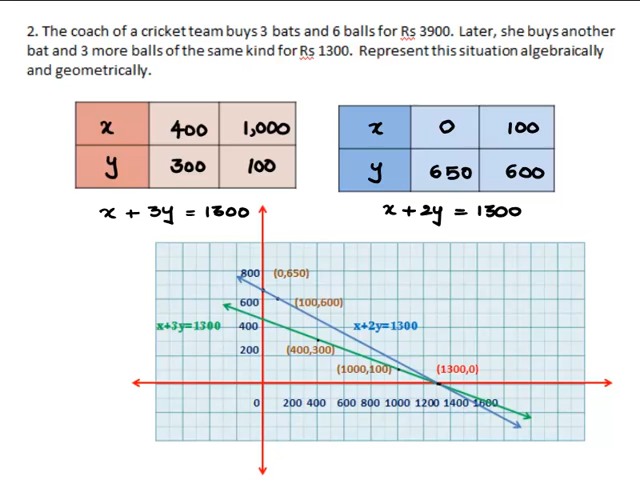 2. The coach of a cricket team buys 3 bats and 6 balls for Rs 3900. Later, she buys another
bat and 3 more balls of the same kind for Rs 1300. Represent this situation algebraically
and geometrically.
x 400 1,000
y 300 100
x 0 100
y 650 600
x + 3y = 1300
x + 2y = 1300
800 (0,650)
600 (100,600)
x+3y=1300 400 x+2y=1300
200 (400,300)
(1000,100) (1300,0)
0 200 400 600 800 1000 1200 1400 1600